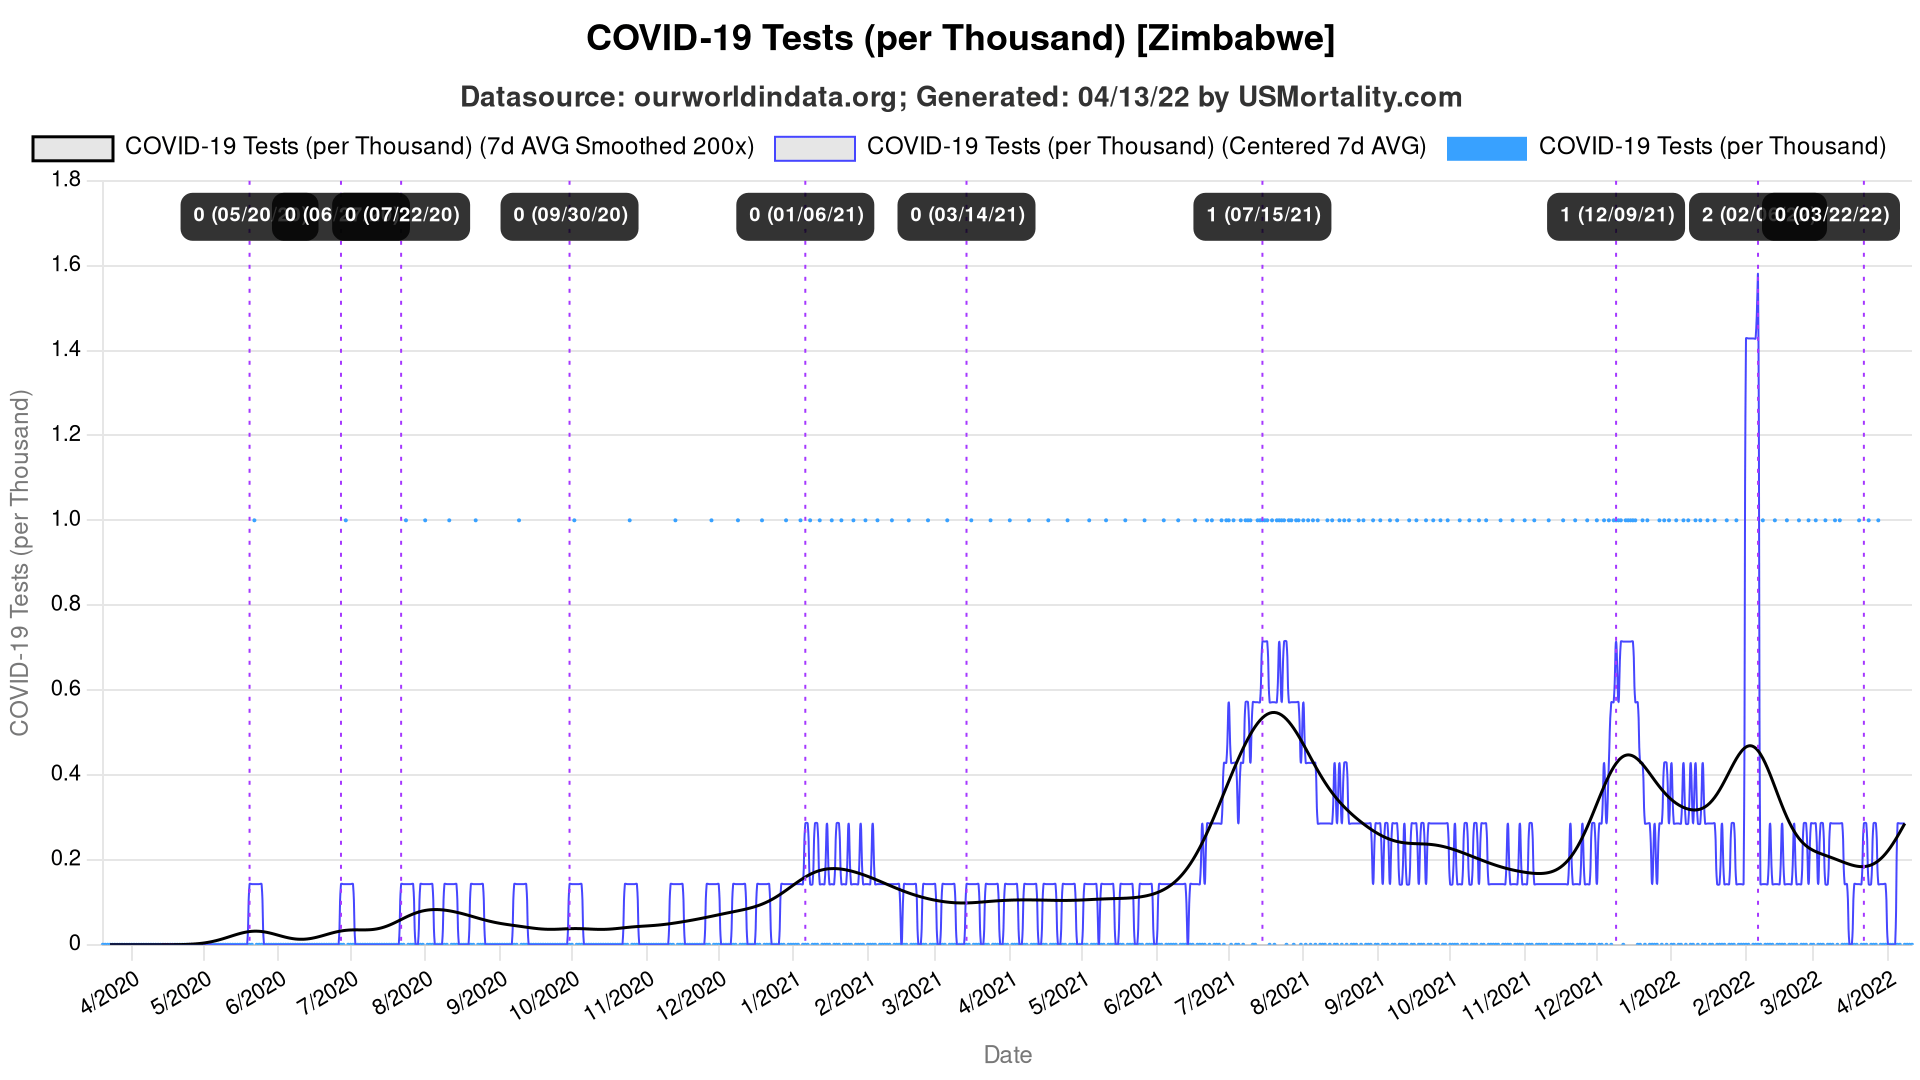 COVID-19 Tests (per Thousand) [Zimbabwe]
Datasource: ourworldindata.org; Generated: 04/13/22 by USMortality.com
COVID-19 Tests (per Thousand) (7d AVG Smoothed 200x) COVID-19 Tests (per Thousand) (Centered 7d AVG) COVID-19 Tests (per Thousand)
1.8
0 (05/20 0 (06/ 0 (07/22/20) 0 (09/30/20) 0 (01/06/21) 0 (03/14/21) 1 (07/15/21) 1 (12/09/21) 2 (02/0 (03/22/22)
1.6
1.4
1.2
1.0
0.8
0.6
0.4
0.2
0
COVID-19 Tests (per Thousand)
4/2020 5/2020 6/2020 7/2020 8/2020 9/2020 10/2020 11/2020 12/2020 1/2021 2/2021 3/2021 4/2021 5/2021 6/2021 7/2021 8/2021 9/2021 10/2021 11/2021 12/2021 1/2022 2/2022 3/2022 4/2022
Date